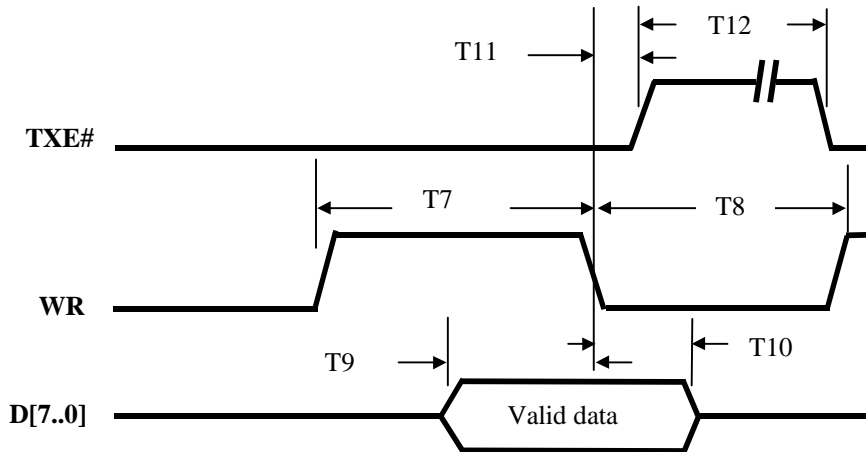 T12
T11
TXE#
T7
T8
WR
T9
T10
D[7..0]
Valid data